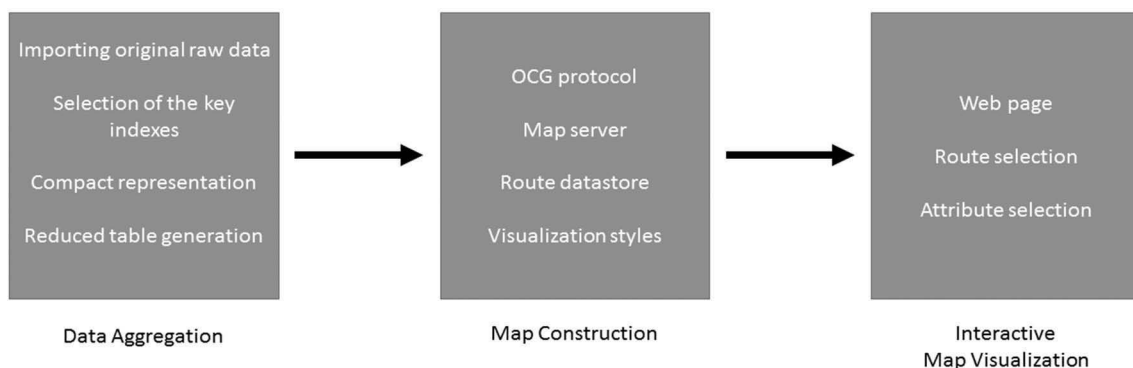 Importing original raw data
Selection of the key
indexes
Compact representation
Reduced table generation
Data Aggregation
OCG protocol
Map server
Route datastore
Visualization styles
Map Construction
Web page
Route selection
Attribute selection
Interactive
Map Visualization